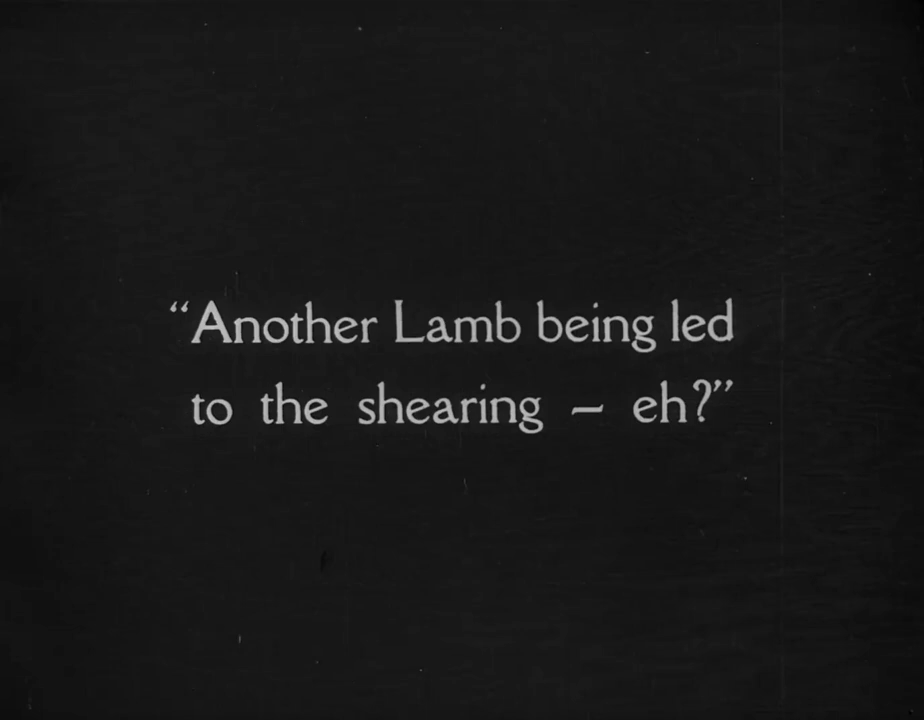 “Another Lamb being led
to the shearing – eh?”